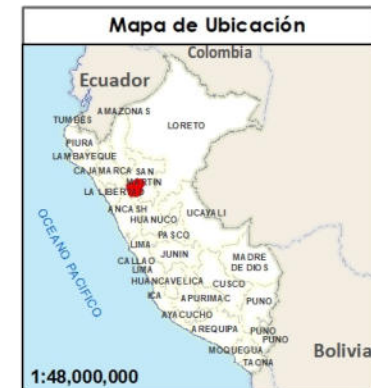 Mapa de Ubicación
Colombia
Ecuador
AMAZONAS
TUMBES
LORETO
PIURA
LAMBAYEQUE
CAJAMARCA
SAN
MARTIN
LA LIBERTAD
ANCASH
HUANUCO
UCAYALI
PASCO
LIMA
JUNIN
CALLAO
LIMA
MADRE
DE DIOS
HUANCAVELICA
CUSCO
ICA
APURIMAC
PUNO
AYACUCHO
AREQUIPA
PUNO
PUNO
MOQUEGUA
TACNA
OCEANO PACIFICO
Bolivia
1:48,000,000